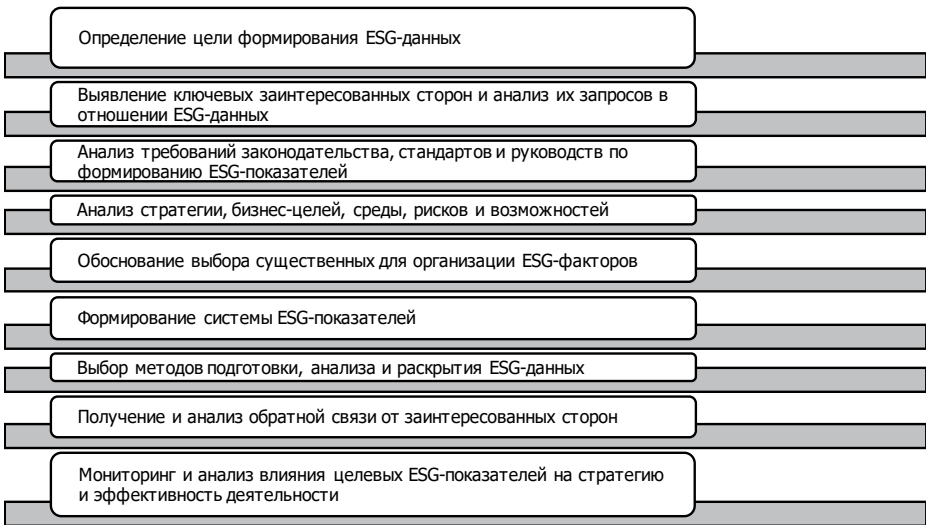 Определение цели формирования ESG-данных
Выявление ключевых заинтересованных сторон и анализ их запросов в
отношении ESG-данных
Анализ требований законодательства, стандартов и руководств по
формированию ESG-показателей
Анализ стратегии, бизнес-целей, среды, рисков и возможностей
Обоснование выбора существенных для организации ESG-факторов
Формирование системы ESG-показателей
Выбор методов подготовки, анализа и раскрытия ESG-данных
Получение и анализ обратной связи от заинтересованных сторон
Мониторинг и анализ влияния целевых ESG-показателей на стратегию
и эффективность деятельности